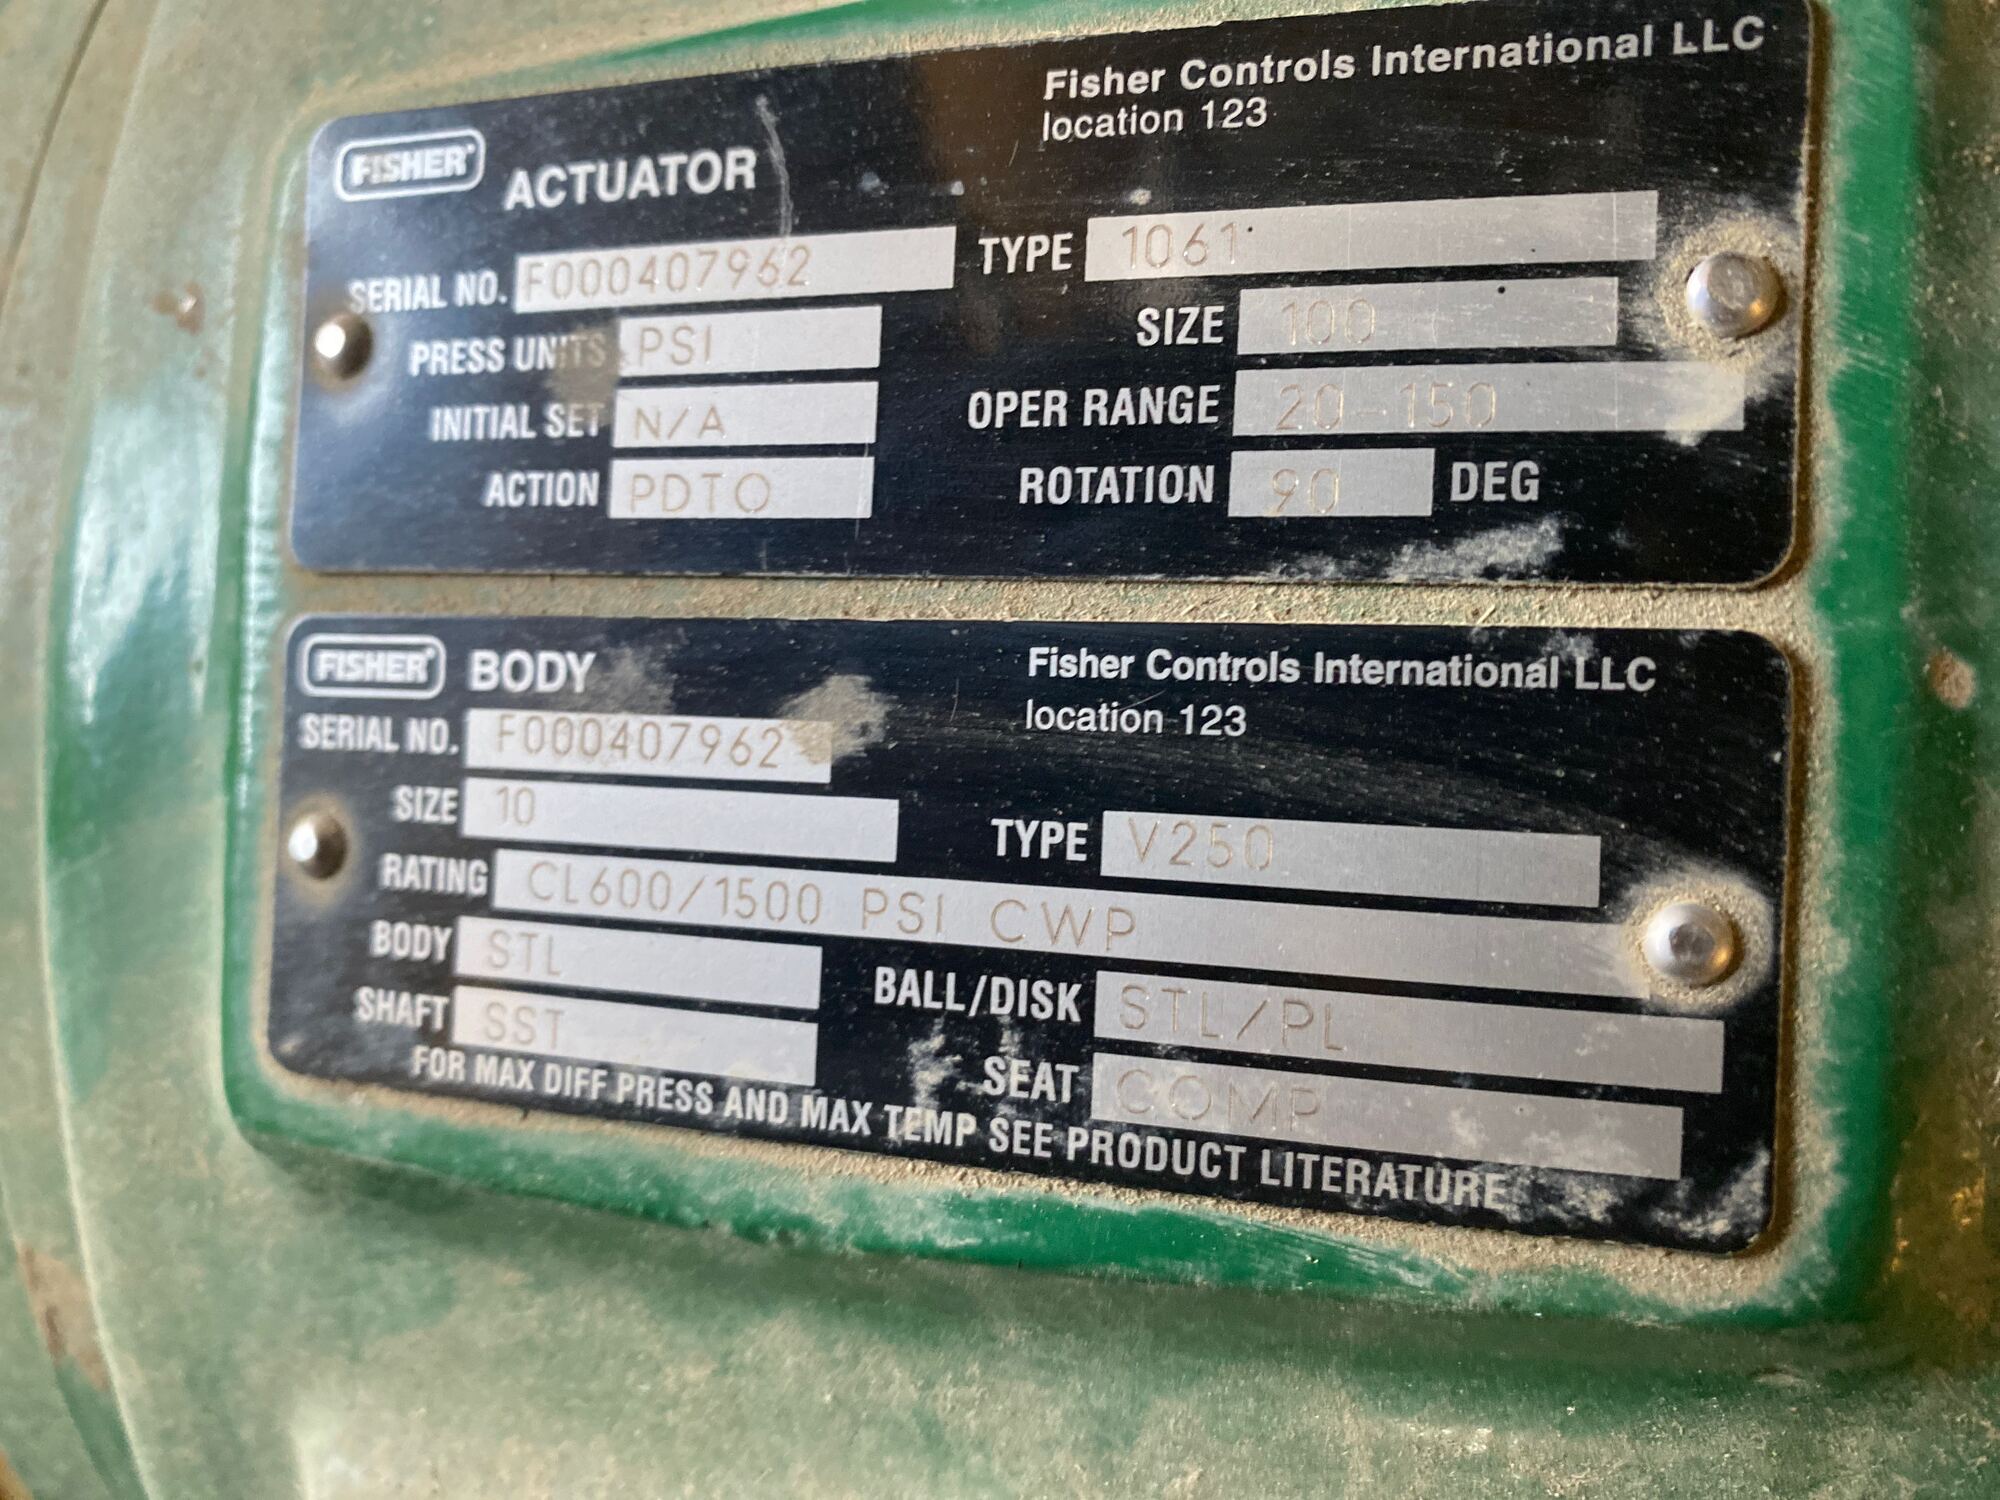 Fisher Controls International LLC
location 123
FISHER ACTUATOR
SERIAL NO. F000407962 TYPE 1061
PRESS UNITS PSI SIZE 100
INITIAL SET N/A OPER RANGE 20-150
ACTION PDTO ROTATION 90 DEG
FISHER BODY Fisher Controls International LLC
location 123
SERIAL NO. F000407962
SIZE 10 TYPE V250
RATING CL600/1500 PSI CWP
BODY STL BALL/DISK STL/PL
SHAFT SST SEAT COMP
FOR MAX DIFF PRESS AND MAX TEMP SEE PRODUCT LITERATURE